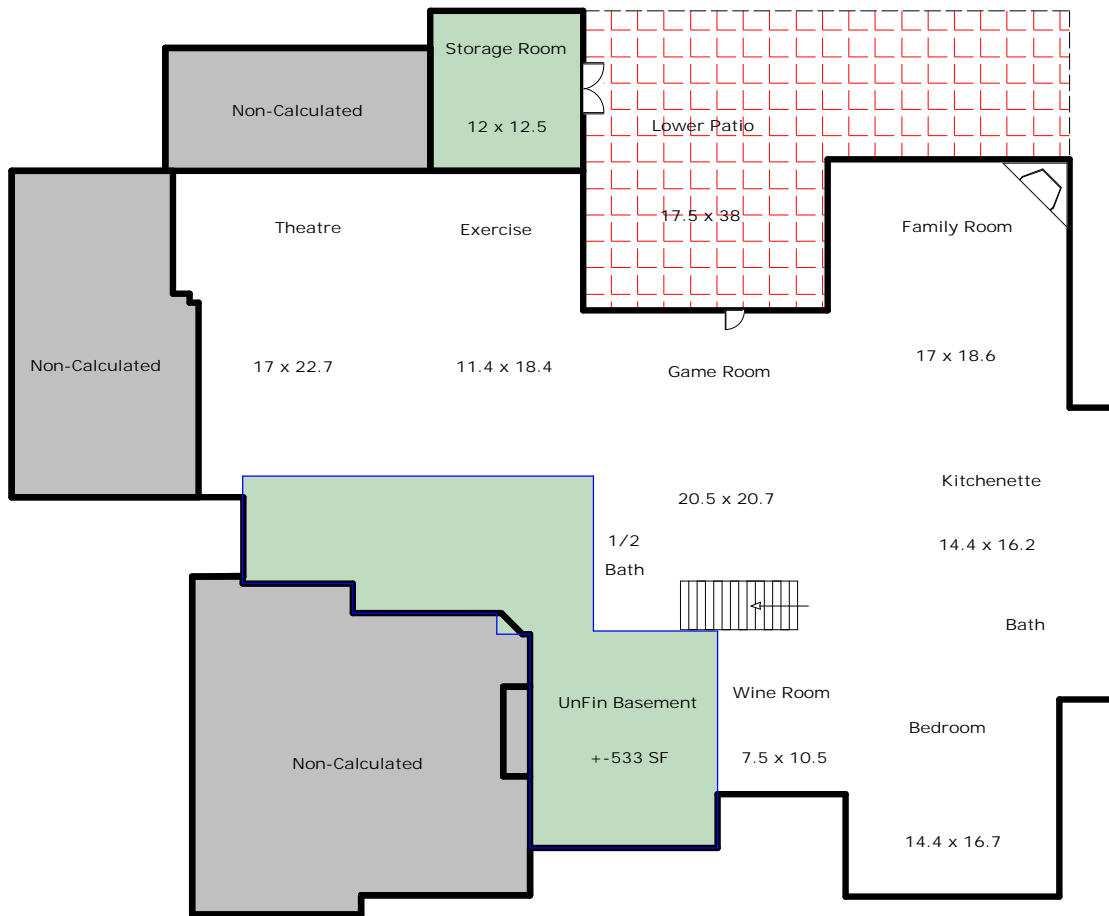 Storage Room
12 x 12.5
Non-Calculated
Lower Patio
17.5 x 38
Theatre
17 x 22.7
Exercise
11.4 x 18.4
Family Room
17 x 18.6
Non-Calculated
Game Room
20.5 x 20.7
Kitchenette
14.4 x 16.2
1/2
Bath
Bath
UnFin Basement
+-533 SF
Wine Room
7.5 x 10.5
Bedroom
14.4 x 16.7
Non-Calculated